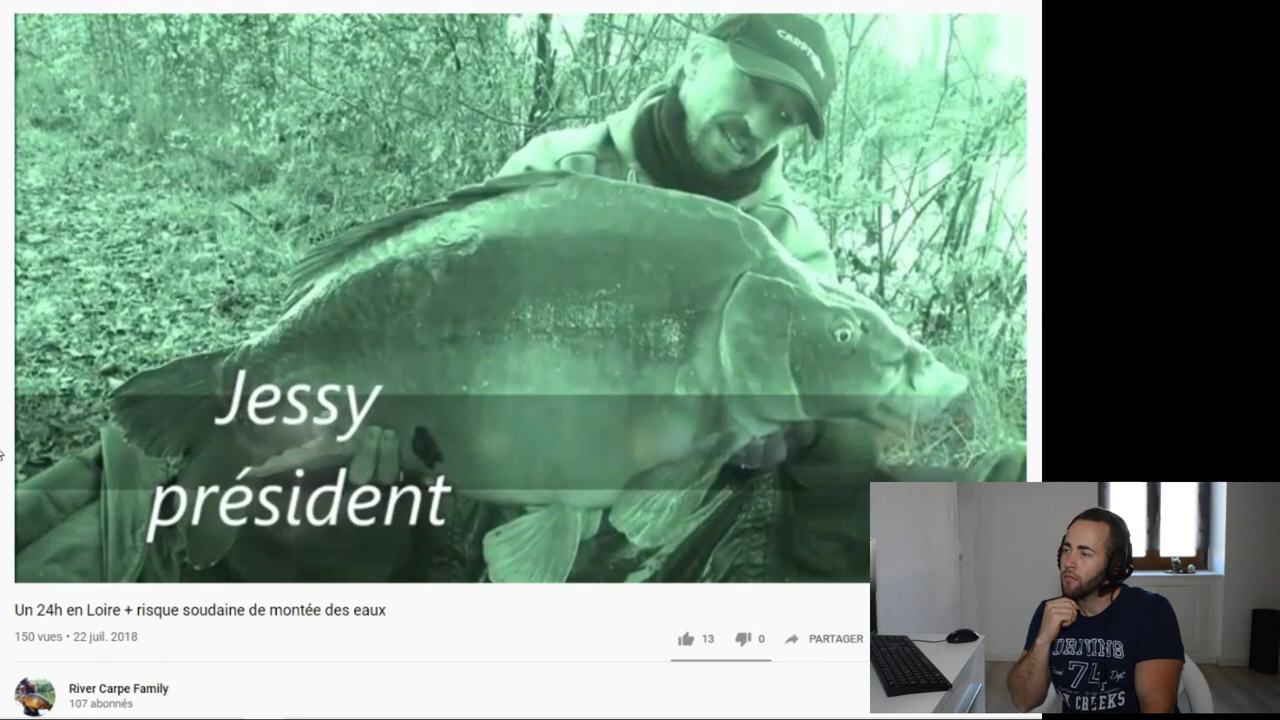 Jessy
président
Un 24h en Loire + risque soudaine de montée des eaux
150 vues • 22 juil. 2018
13
0
PARTAGER
River Carpe Family
107 abonnés
74
Dept
CREEKS